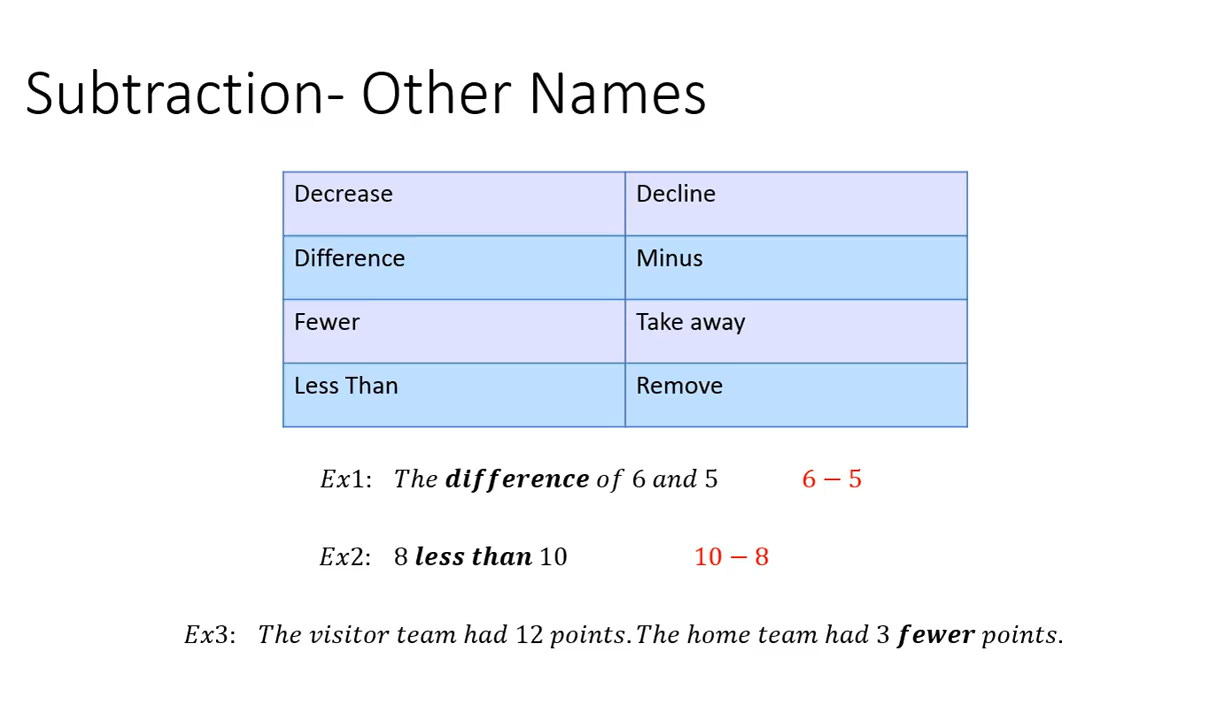 Subtraction- Other Names
Decrease Decline
Difference Minus
Fewer Take away
Less Than Remove
Ex1: The difference of 6 and 5 6 − 5
Ex2: 8 less than 10 10 − 8
Ex3: The visitor team had 12 points. The home team had 3 fewer points.